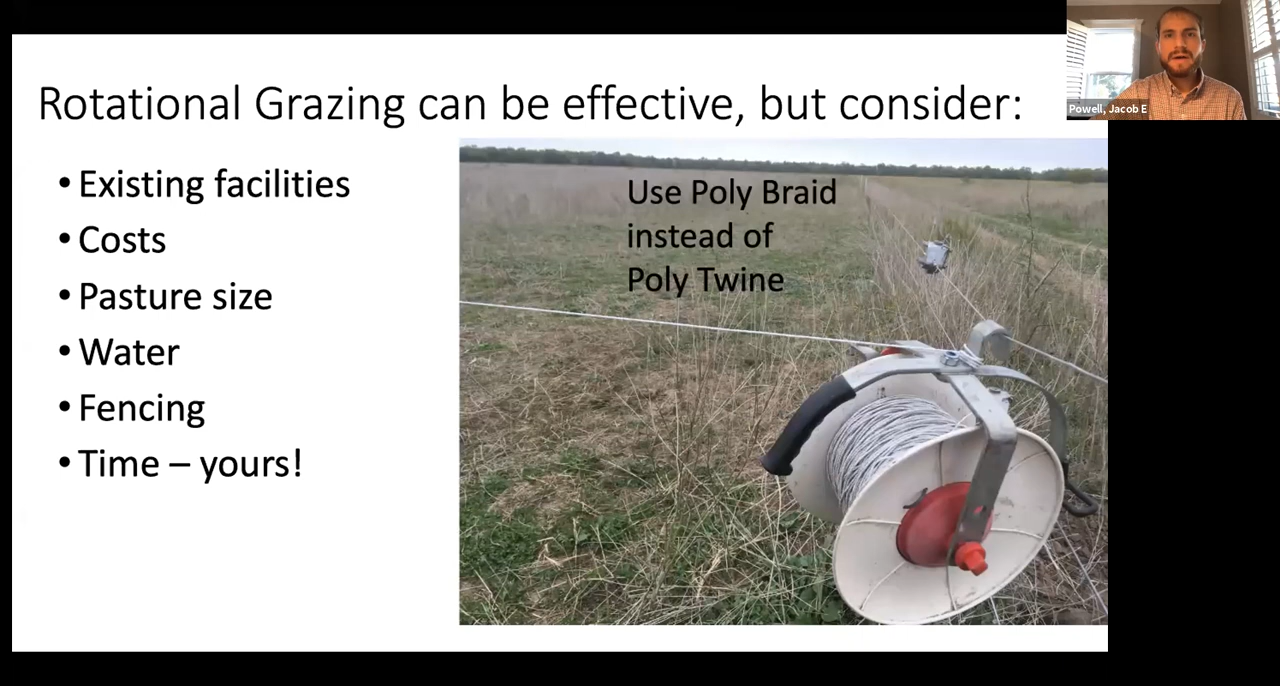 Rotational Grazing can be effective, but consider:
• Existing facilities
• Costs
• Pasture size
• Water
• Fencing
• Time – yours!
Use Poly Braid
instead of
Poly Twine
Powell, Jacob E